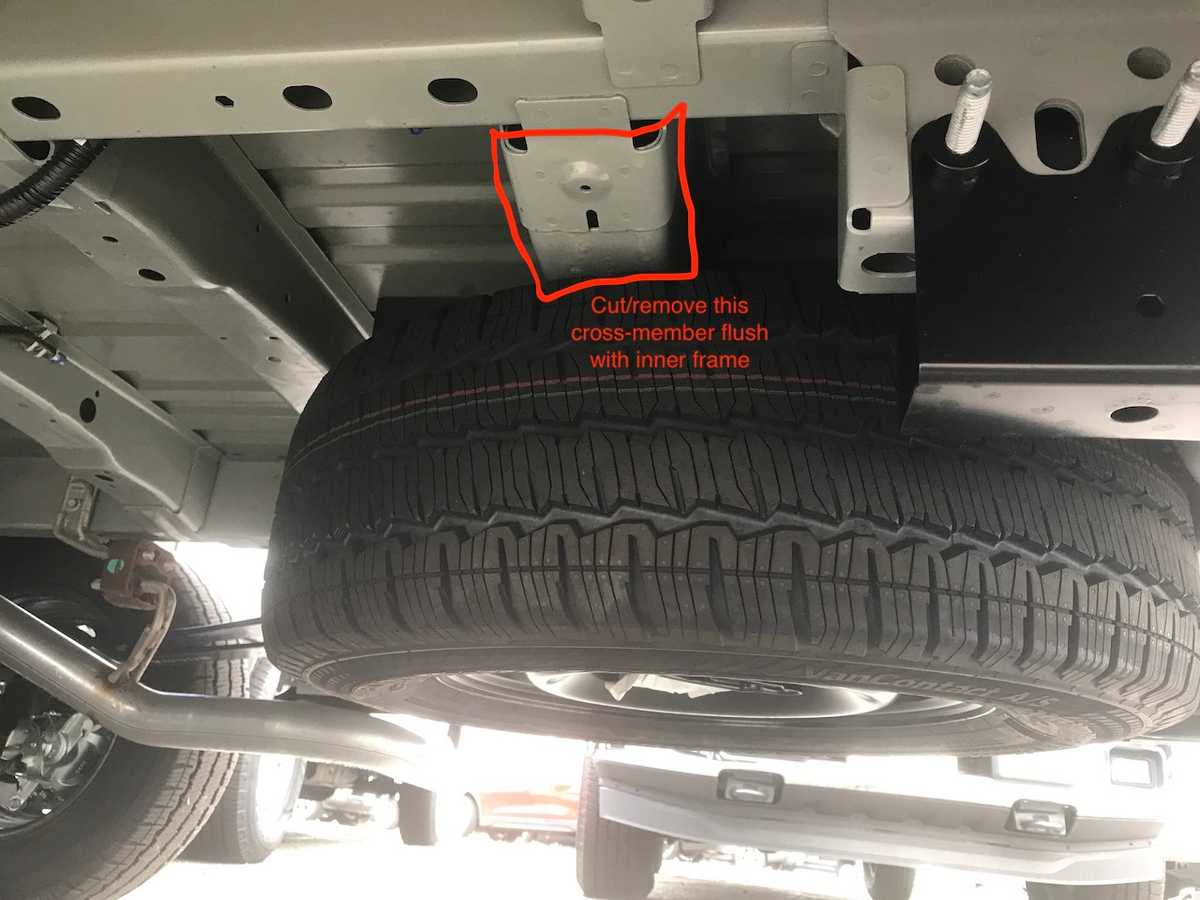 Cut/remove this
cross-member flush
with inner frame
VanContact A/S